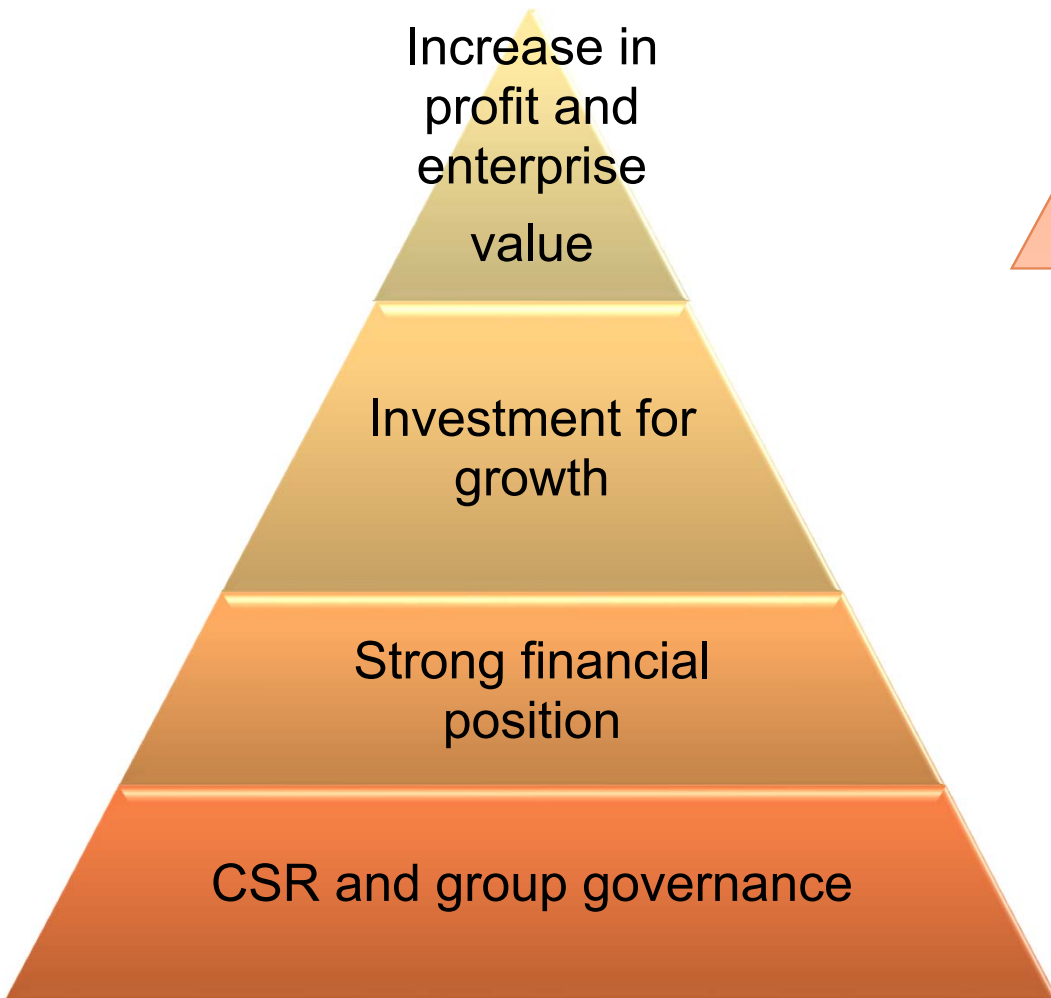 Increase in
profit and
enterprise
value
Investment for
growth
Strong financial
position
CSR and group governance